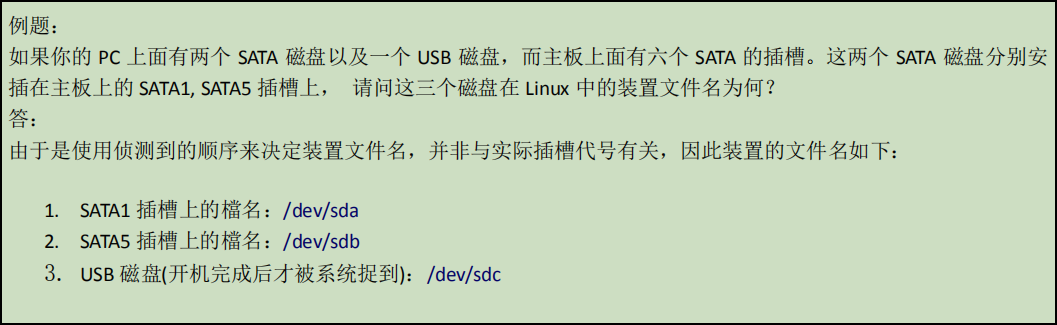 例题：
如果你的 PC 上面有两个 SATA 磁盘以及一个 USB 磁盘，而主板上面有六个 SATA 的插槽。这两个 SATA 磁盘分别安
插在主板上的 SATA1, SATA5 插槽上， 请问这三个磁盘在 Linux 中的装置文件名为何？
答：
由于是使用侦测到的顺序来决定装置文件名，并非与实际插槽代号有关，因此装置的文件名如下：
1. SATA1 插槽上的檔名：/dev/sda
2. SATA5 插槽上的檔名：/dev/sdb
3. USB 磁盘(开机完成后才被系统捉到)：/dev/sdc